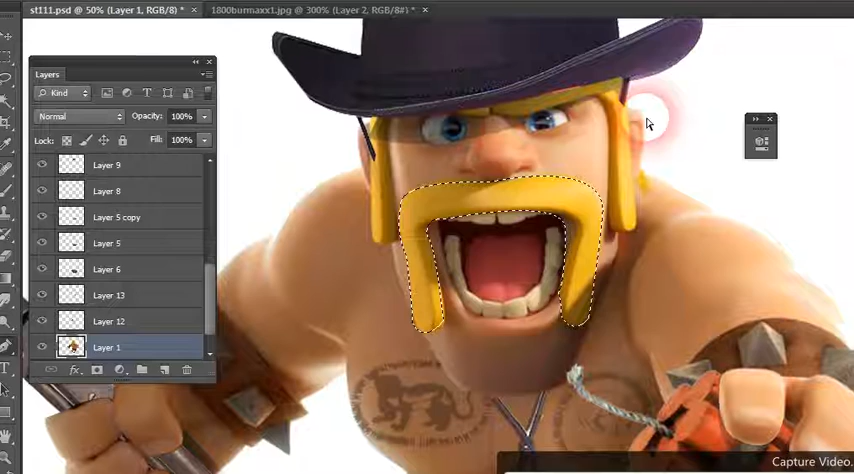 st111.psd @ 50% (Layer 1, RGB/8) * ×
1800burmaxx1.jpg @ 300% (Layer 2, RGB/8#) * ×
Layers
Kind
Normal
Opacity: 100%
Lock:
Fill: 100%
Layer 9
Layer 8
Layer 5 copy
Layer 5
Layer 6
Layer 13
Layer 12
Layer 1
fx
Capture Video